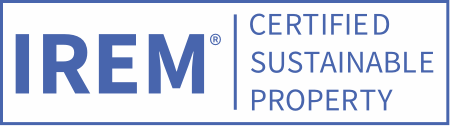 IREM®
CERTIFIED
SUSTAINABLE
PROPERTY